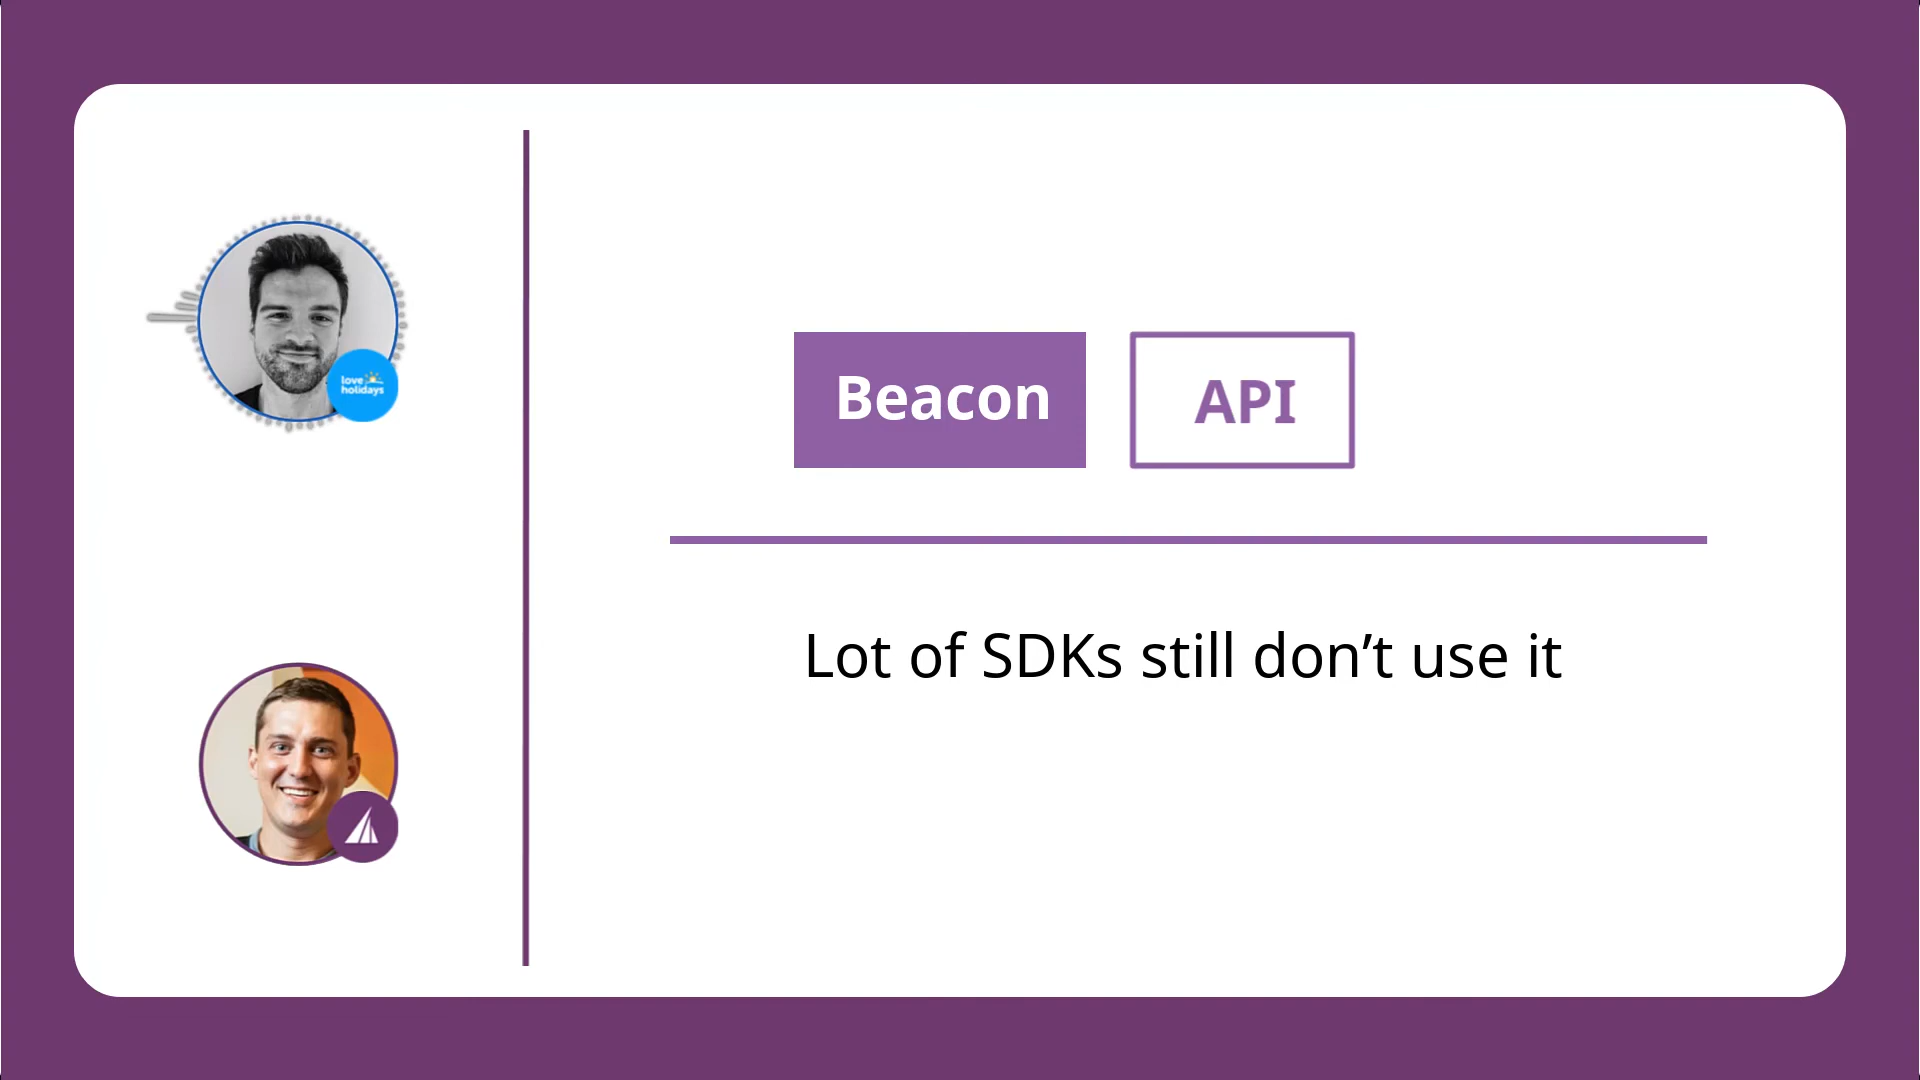 love
holidays
Beacon
API
Lot of SDKs still don’t use it